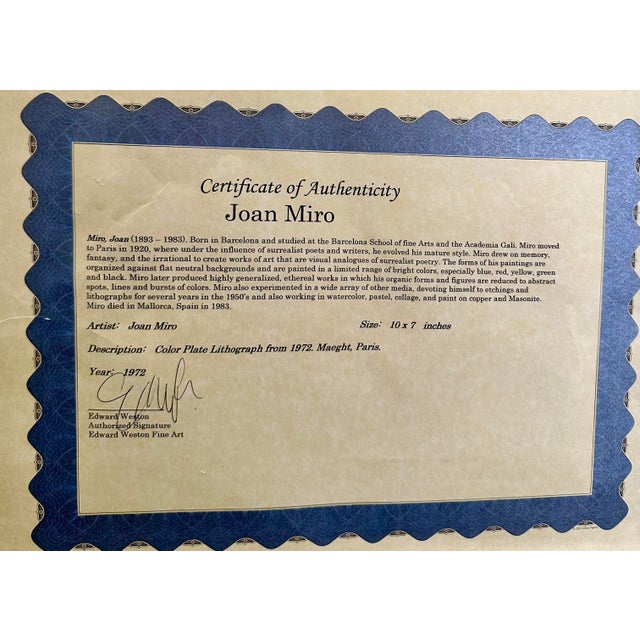 Certificate of Authenticity
Joan Miro
Miro, Joan (1893 – 1983). Born in Barcelona and studied at the Barcelona School of fine Arts and the Academia Gali. Miro moved
to Paris in 1920, where under the influence of surrealist poets and writers, he evolved his mature style. Miro drew on memory,
fantasy, and the irrational to create works of art that are visual analogues of surrealist poetry. The forms of his paintings are
organized against flat neutral backgrounds and are painted in a limited range of bright colors, especially blue, red, yellow, green
and black. Miro later produced highly generalized, ethereal works in which his organic forms and figures are reduced to abstract
spots, lines and bursts of colors. Miro also experimented in a wide array of other media, devoting himself to etchings and
lithographs for several years in the 1950's and also working in watercolor, pastel, collage, and paint on copper and Masonite.
Miro died in Mallorca, Spain in 1983.
Artist: Joan Miro Size: 10 x 7 inches
Description: Color Plate Lithograph from 1972. Maeght, Paris.
Year: 1972
Edward Weston
Authorized Signature
Edward Weston Fine Art